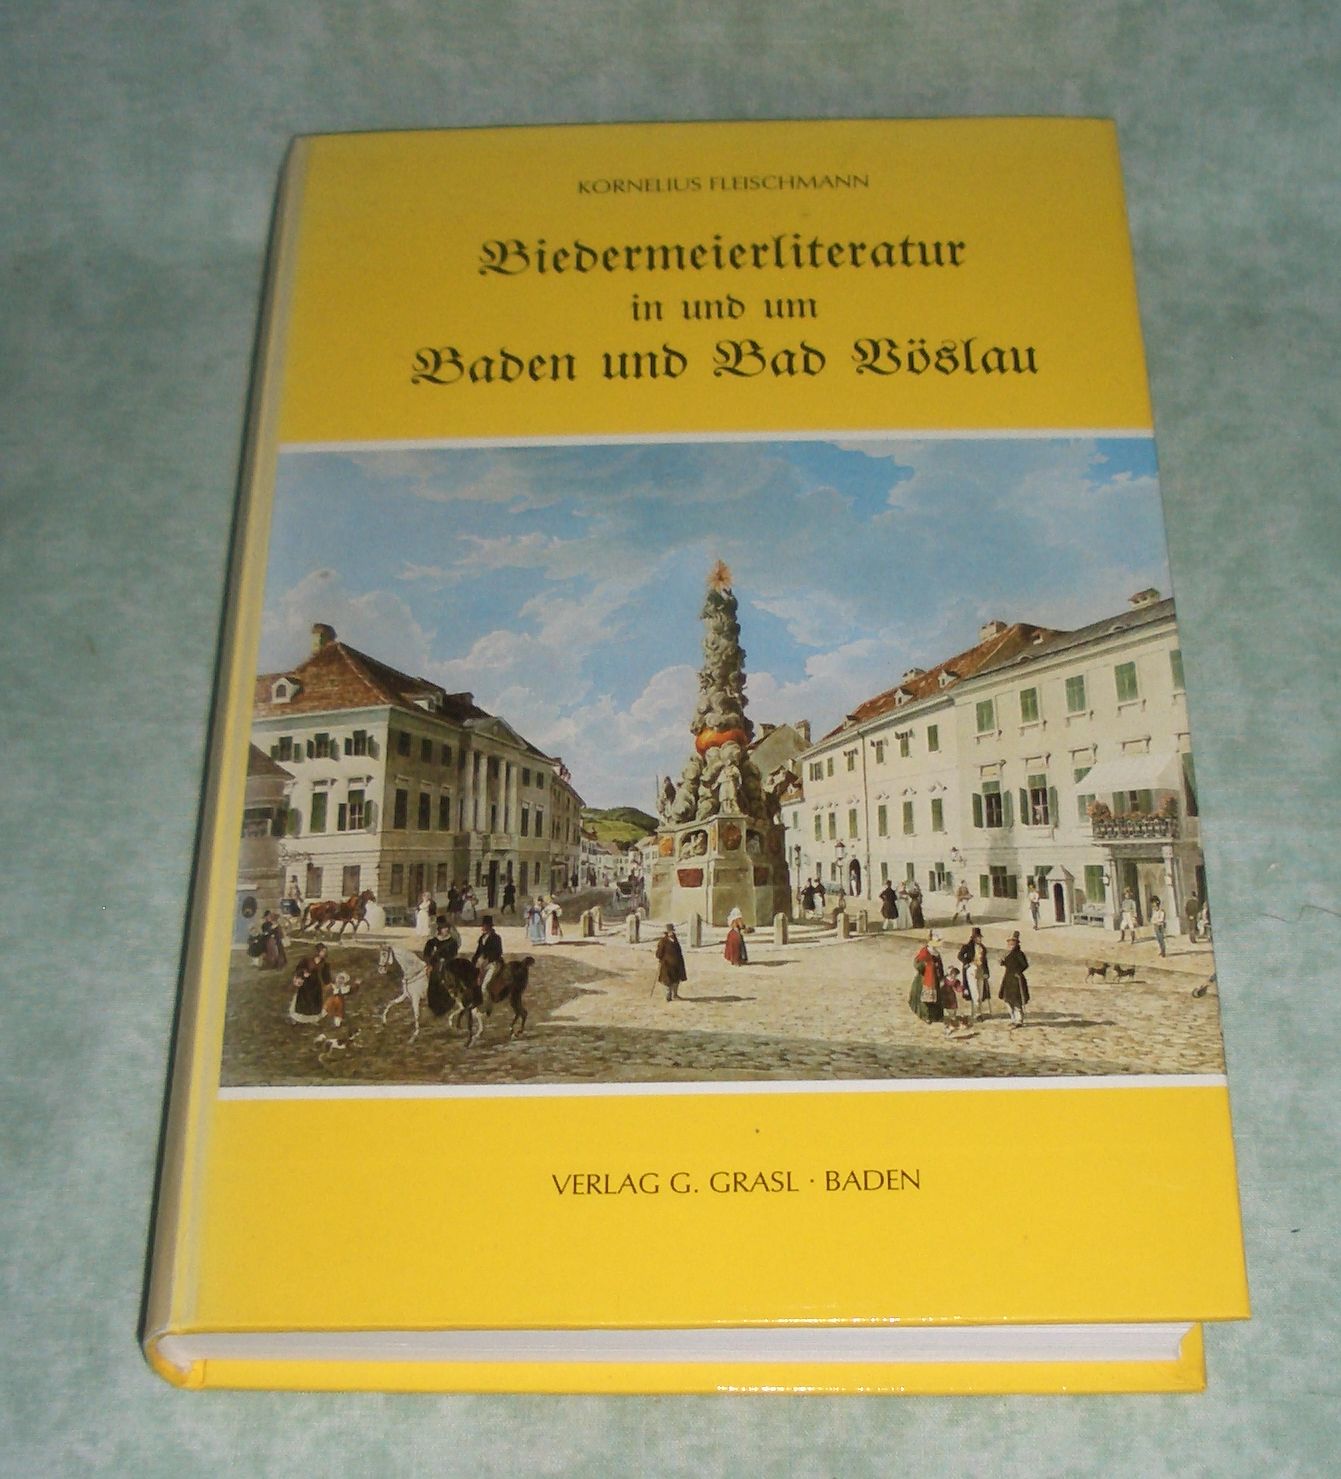 KORNELIUS FLEISCHMANN
Biedermeierliteratur
in und um
Baden und Bad Vöslau
VERLAG G. GRASL · BADEN